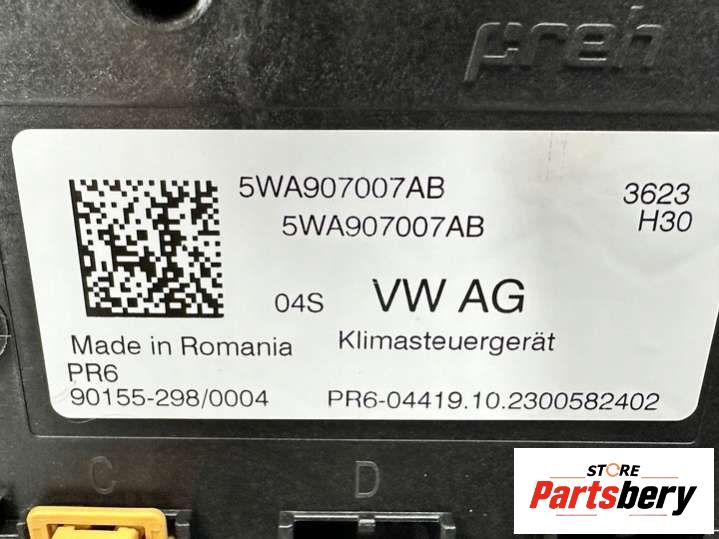 preh
5WA907007AB
3623
5WA907007AB
H30
04S VW AG
Made in Romania
Klimasteuergerät
PR6
90155-298/0004
PR6-04419.10.2300582402
C
D
STORE
Partsbery